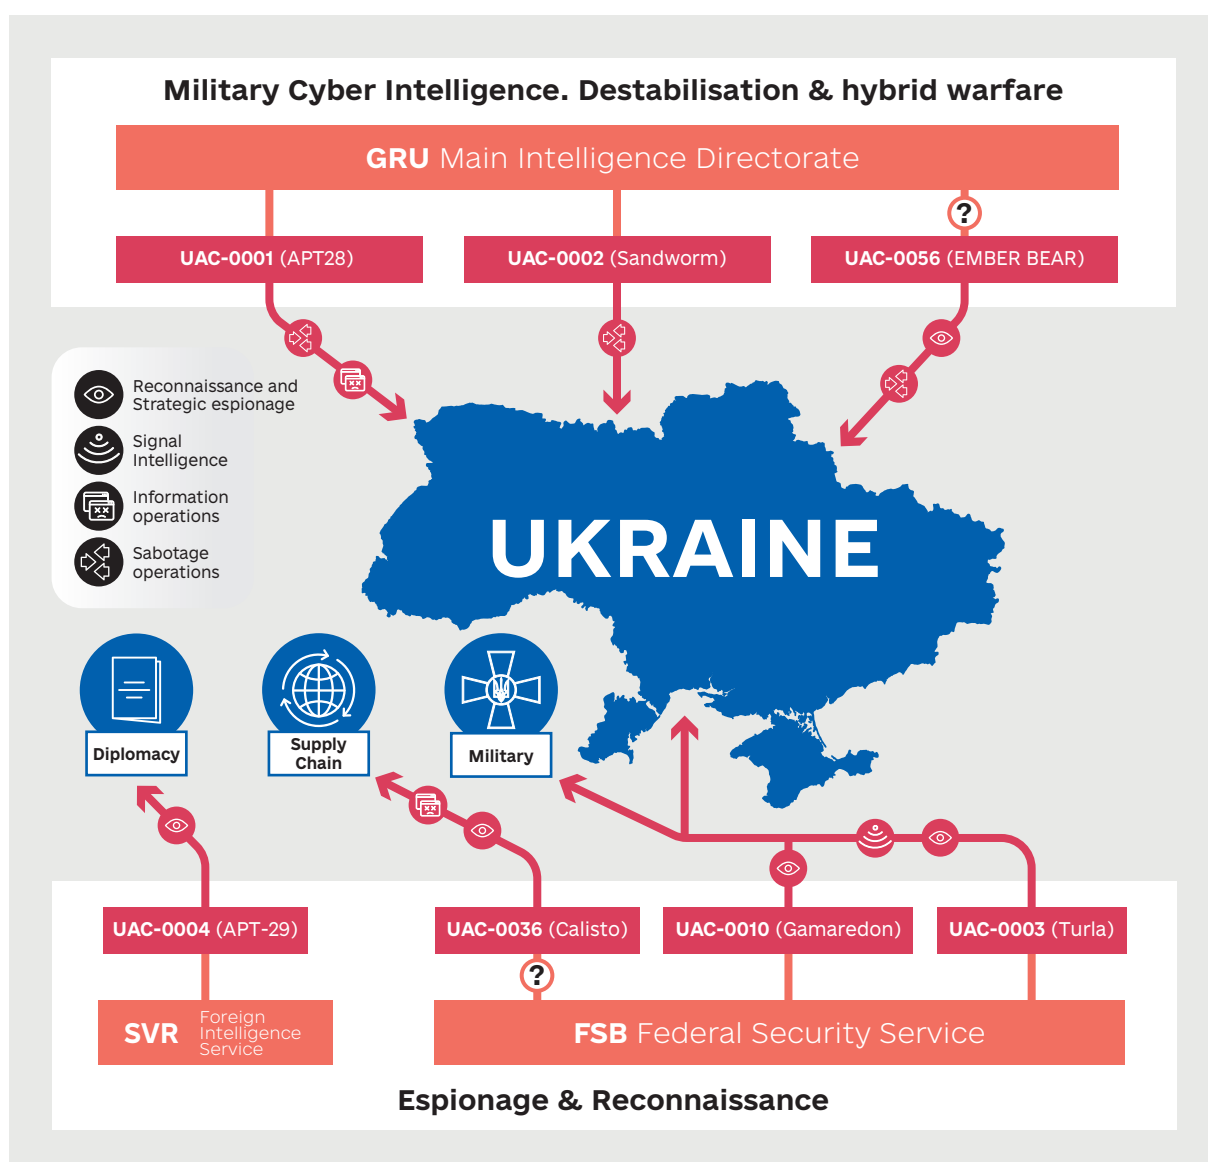 Military Cyber Intelligence. Destabilisation & hybrid warfare
GRU Main Intelligence Directorate
?
UAC-0001 (APT28)
UAC-0002 (Sandworm)
UAC-0056 (EMBER BEAR)
Reconnaissance and
Strategic espionage
Signal
Intelligence
Information
operations
Sabotage
operations
UKRAINE
Diplomacy
Supply
Chain
Military
UAC-0004 (APT-29)
UAC-0036 (Calisto)
UAC-0010 (Gamaredon)
UAC-0003 (Turla)
?
SVR Foreign
Intelligence
Service
FSB Federal Security Service
Espionage & Reconnaissance